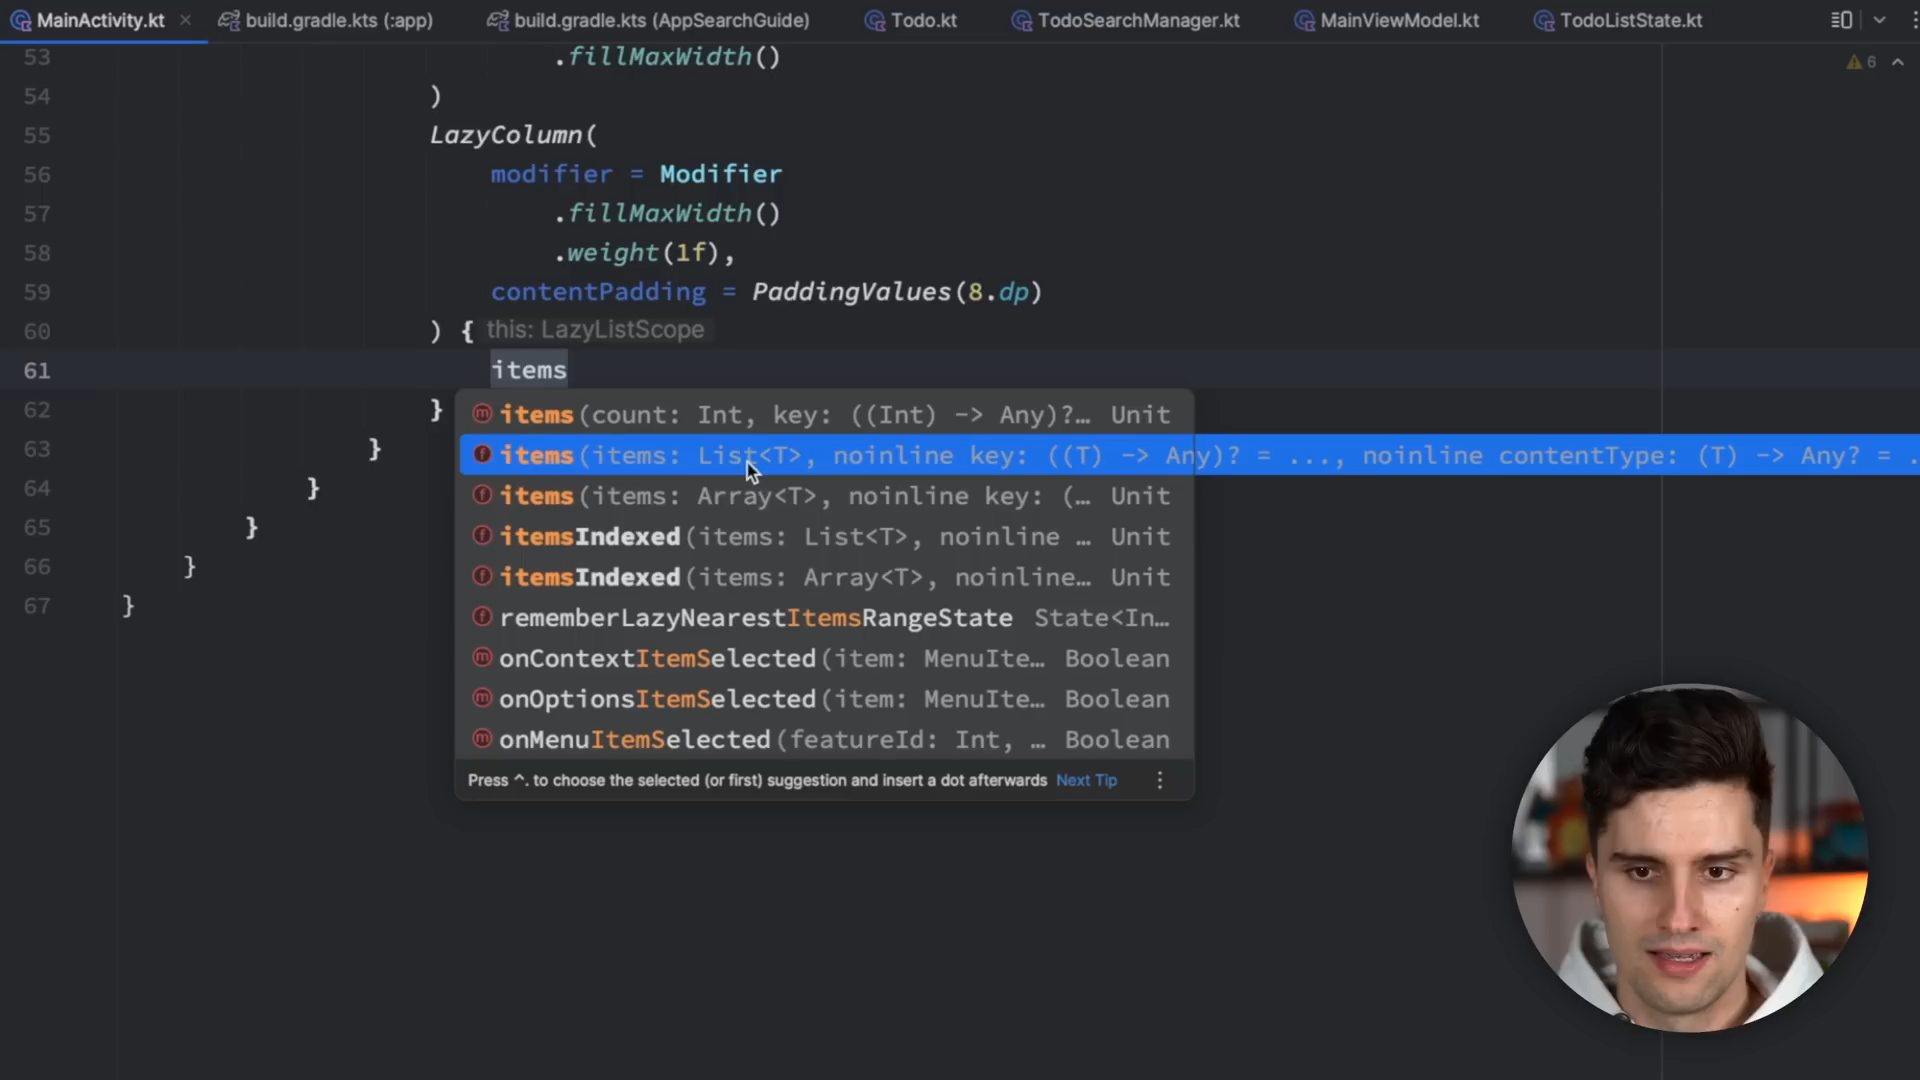 MainActivity.kt build.gradle.kts (:app) build.gradle.kts (AppSearchGuide) Todo.kt TodoSearchManager.kt MainViewModel.kt TodoListState.kt
6
53 .fillMaxWidth()
54 )
55 LazyColumn(
56 modifier = Modifier
57 .fillMaxWidth()
58 .weight(1f),
59 contentPadding = PaddingValues(8.dp)
60 ) { this: LazyListScope
61 items
62 }
items(count: Int, key: ((Int) -> Any)?… Unit
63 }
items(items: List<T>, noinline key: ((T) -> Any)? = ..., noinline contentType: (T) -> Any? = .
64 }
items(items: Array<T>, noinline key: (… Unit
65 }
itemsIndexed(items: List<T>, noinline … Unit
66 }
itemsIndexed(items: Array<T>, noinline… Unit
67 }
rememberLazyNearestItemsRangeState State<In…
onContextItemSelected(item: MenuIte… Boolean
onOptionsItemSelected(item: MenuIte… Boolean
onMenuItemSelected(featureId: Int, … Boolean
Press ^. to choose the selected (or first) suggestion and insert a dot afterwards Next Tip